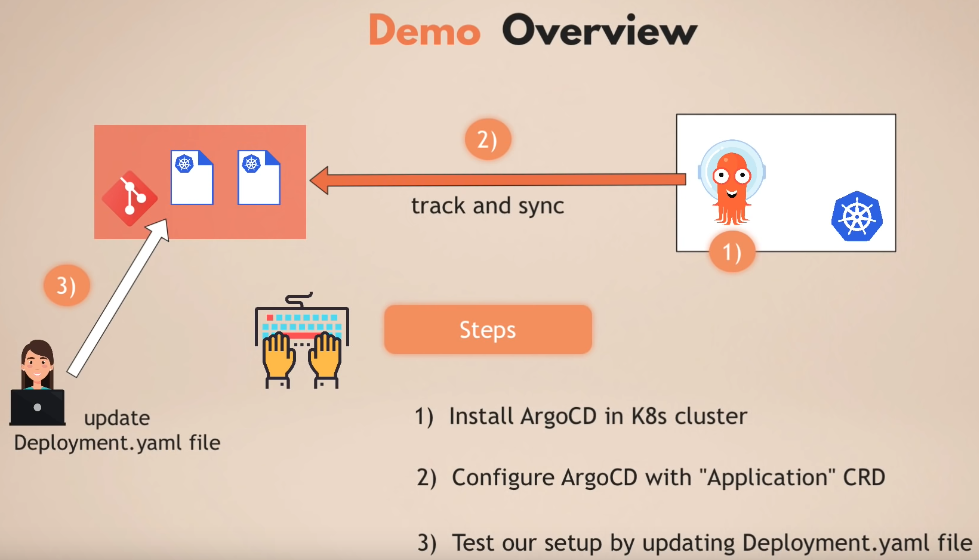 Demo Overview
2)
track and sync
1)
3)
Steps
update
Deployment.yaml file
1) Install ArgoCD in K8s cluster
2) Configure ArgoCD with "Application" CRD
3) Test our setup by updating Deployment.yaml file